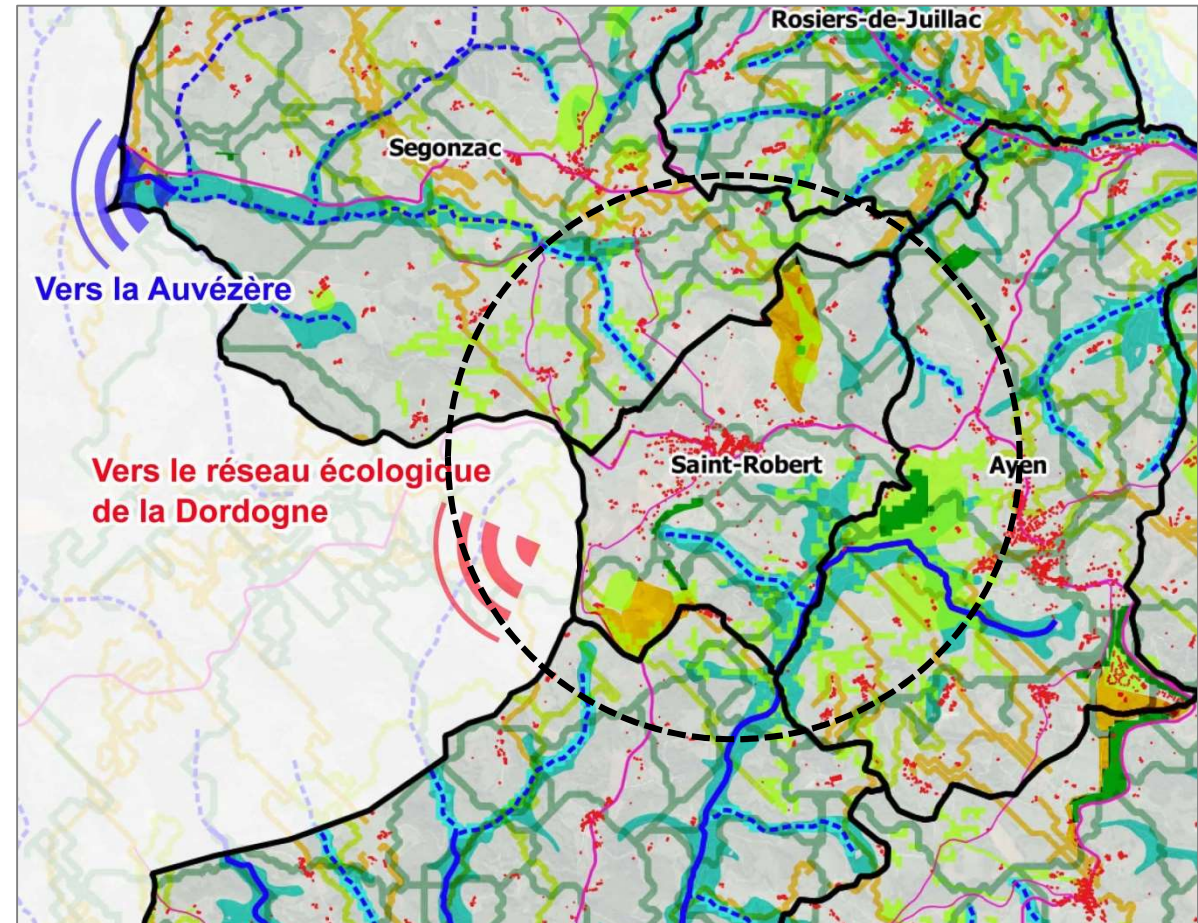 Rosiers-de-Juillac
Segonzac
Vers la Auvézère
Vers le réseau écologique
de la Dordogne
Saint-Robert
Ayen